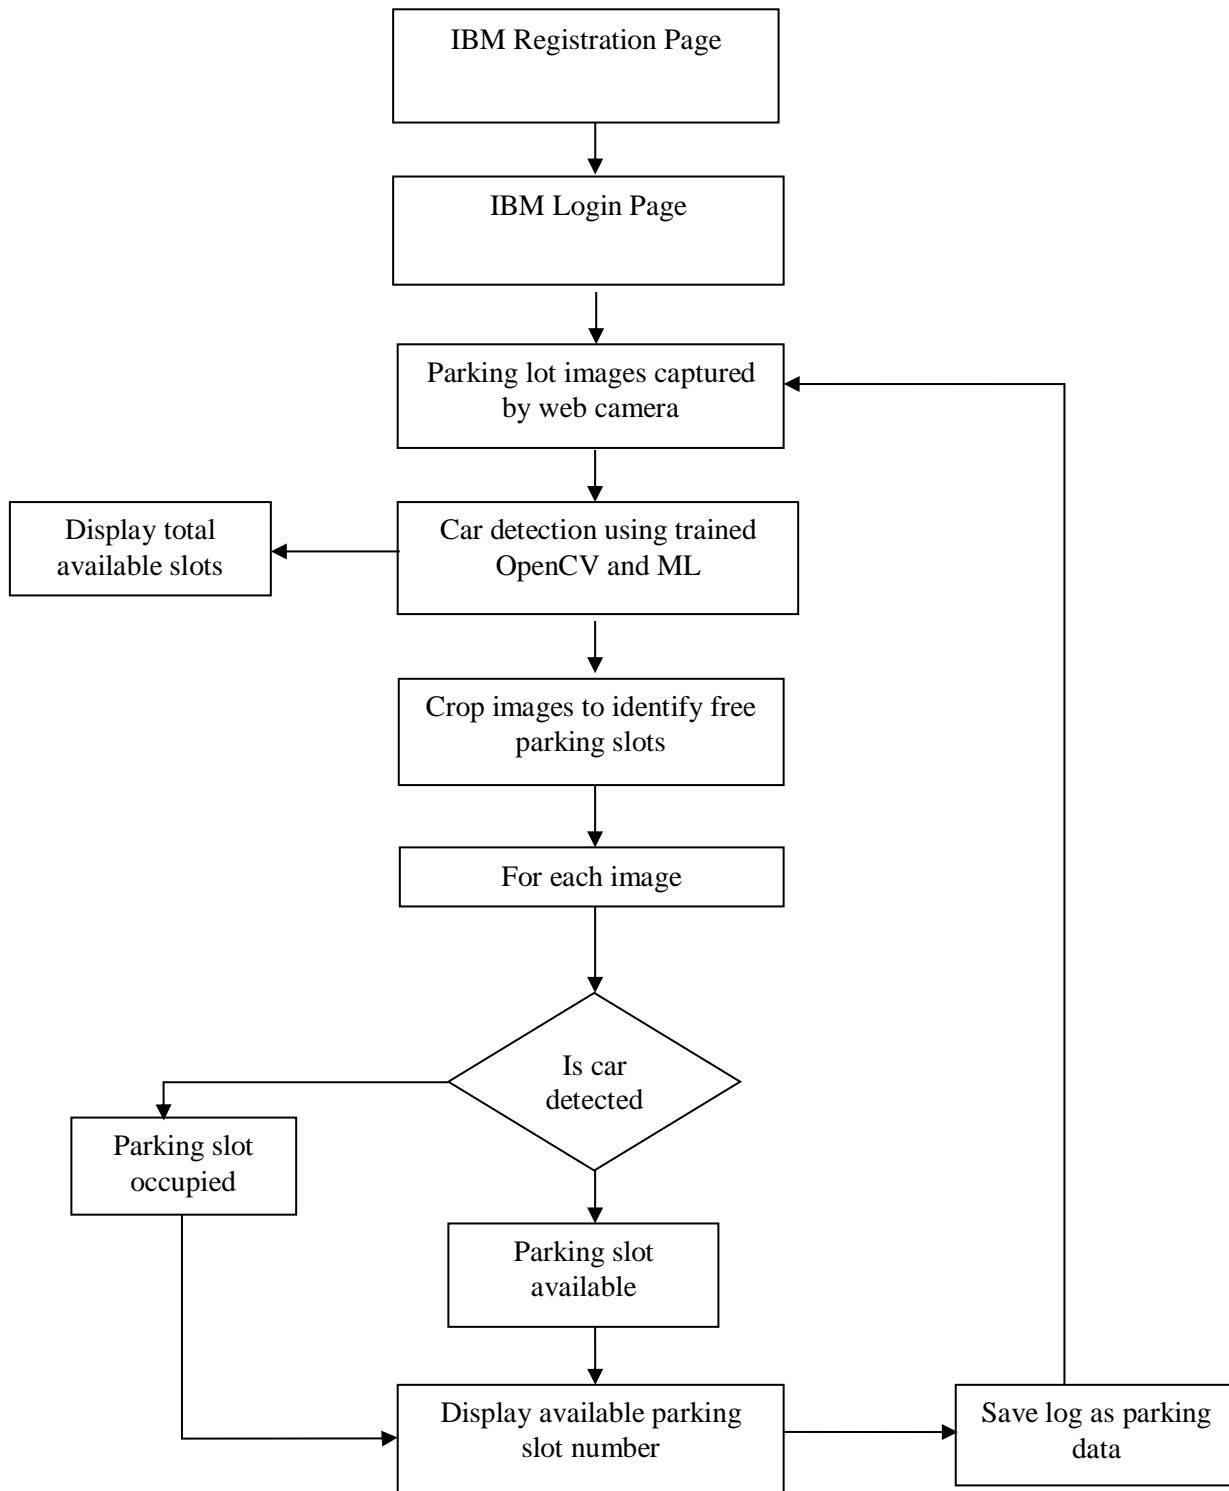 IBM Registration Page
IBM Login Page
Parking lot images captured
by web camera
Display total
available slots
Car detection using trained
OpenCV and ML
Crop images to identify free
parking slots
For each image
Is car
detected
Parking slot
occupied
Parking slot
available
Display available parking
slot number
Save log as parking
data